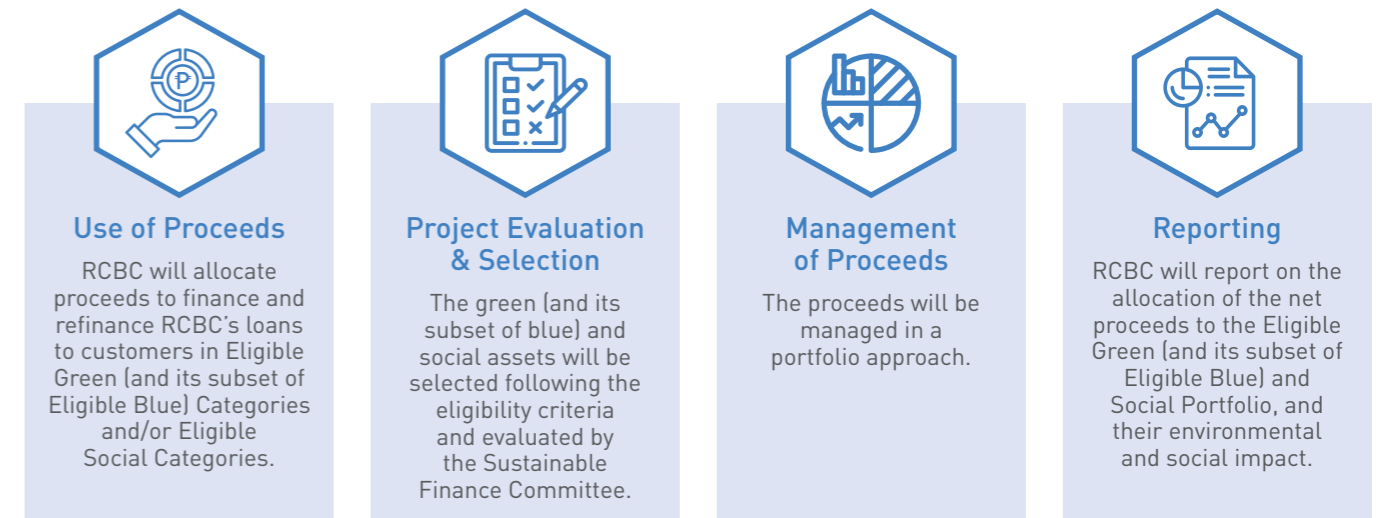 ₱
Use of Proceeds
RCBC will allocate
proceeds to finance and
refinance RCBC's loans
to customers in Eligible
Green (and its subset of
Eligible Blue) Categories
and/or Eligible
Social Categories.
Project Evaluation
& Selection
The green (and its
subset of blue) and
social assets will be
selected following the
eligibility criteria
and evaluated by
the Sustainable
Finance Committee.
Management
of Proceeds
The proceeds will be
managed in a
portfolio approach.
Reporting
RCBC will report on the
allocation of the net
proceeds to the Eligible
Green (and its subset of
Eligible Blue) and
Social Portfolio, and
their environmental
and social impact.